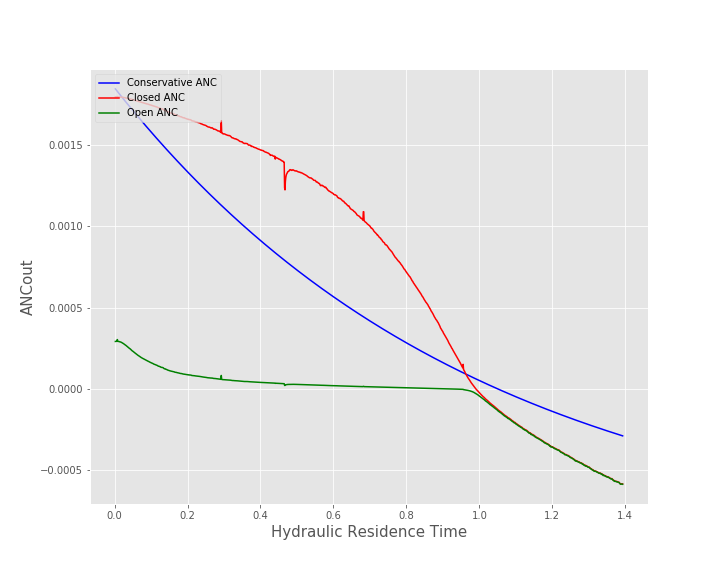 Conservative ANC
Closed ANC
Open ANC
0.0015
0.0010
0.0005
0.0000
−0.0005
ANCout
0.0 0.2 0.4 0.6 0.8 1.0 1.2 1.4
Hydraulic Residence Time